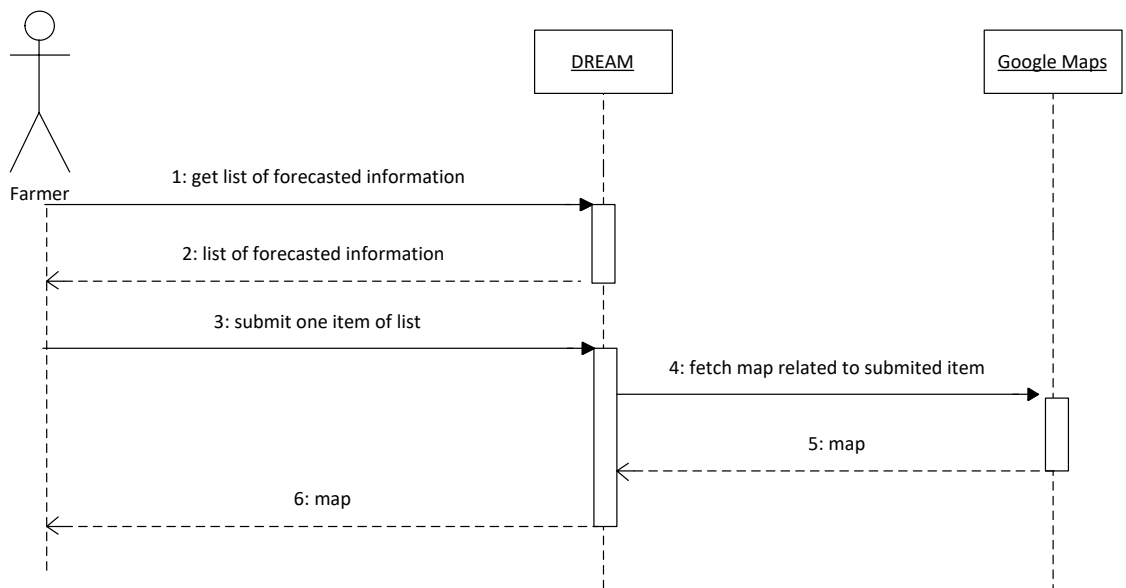 DREAM
Google Maps
Farmer
1: get list of forecasted information
2: list of forecasted information
3: submit one item of list
4: fetch map related to submited item
5: map
6: map